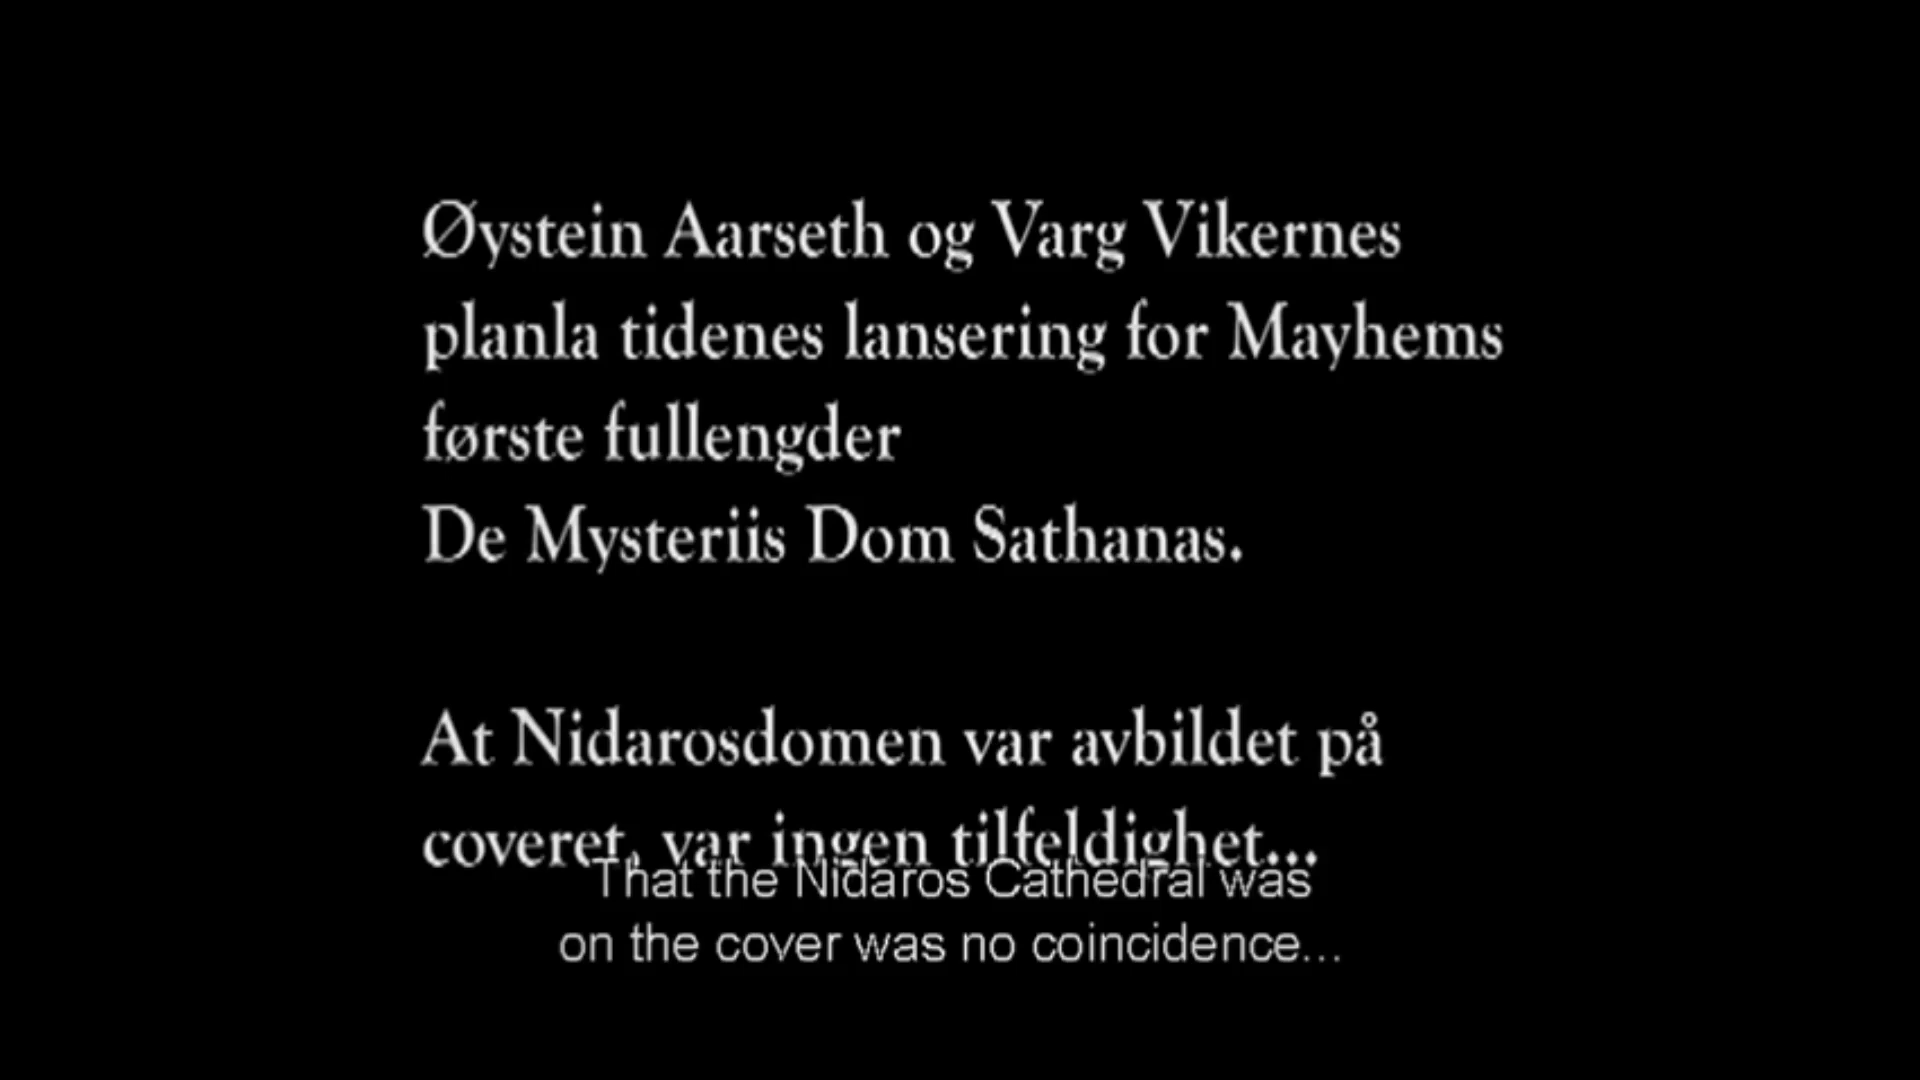 Øystein Aarseth og Varg Vikernes
planla tidenes lansering for Mayhems
første fullengder
De Mysteriis Dom Sathanas.
At Nidarosdomen var avbildet på
coveret, var ingen tilfeldighet...
That the Nidaros Cathedral was
on the cover was no coincidence...